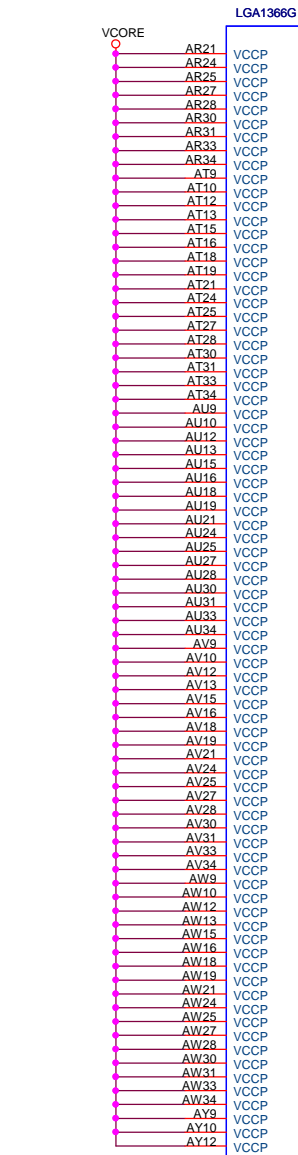 LGA1366G
VCORE
AR21 VCCP
AR24 VCCP
AR25 VCCP
AR27 VCCP
AR28 VCCP
AR30 VCCP
AR31 VCCP
AR33 VCCP
AR34 VCCP
AT9 VCCP
AT10 VCCP
AT12 VCCP
AT13 VCCP
AT15 VCCP
AT16 VCCP
AT18 VCCP
AT19 VCCP
AT21 VCCP
AT24 VCCP
AT25 VCCP
AT27 VCCP
AT28 VCCP
AT30 VCCP
AT31 VCCP
AT33 VCCP
AT34 VCCP
AU9 VCCP
AU10 VCCP
AU12 VCCP
AU13 VCCP
AU15 VCCP
AU16 VCCP
AU18 VCCP
AU19 VCCP
AU21 VCCP
AU24 VCCP
AU25 VCCP
AU27 VCCP
AU28 VCCP
AU30 VCCP
AU31 VCCP
AU33 VCCP
AU34 VCCP
AV9 VCCP
AV10 VCCP
AV12 VCCP
AV13 VCCP
AV15 VCCP
AV16 VCCP
AV18 VCCP
AV19 VCCP
AV21 VCCP
AV24 VCCP
AV25 VCCP
AV27 VCCP
AV28 VCCP
AV30 VCCP
AV31 VCCP
AV33 VCCP
AV34 VCCP
AW9 VCCP
AW10 VCCP
AW12 VCCP
AW13 VCCP
AW15 VCCP
AW16 VCCP
AW18 VCCP
AW19 VCCP
AW21 VCCP
AW24 VCCP
AW25 VCCP
AW27 VCCP
AW28 VCCP
AW30 VCCP
AW31 VCCP
AW33 VCCP
AW34 VCCP
AY9 VCCP
AY10 VCCP
AY12 VCCP